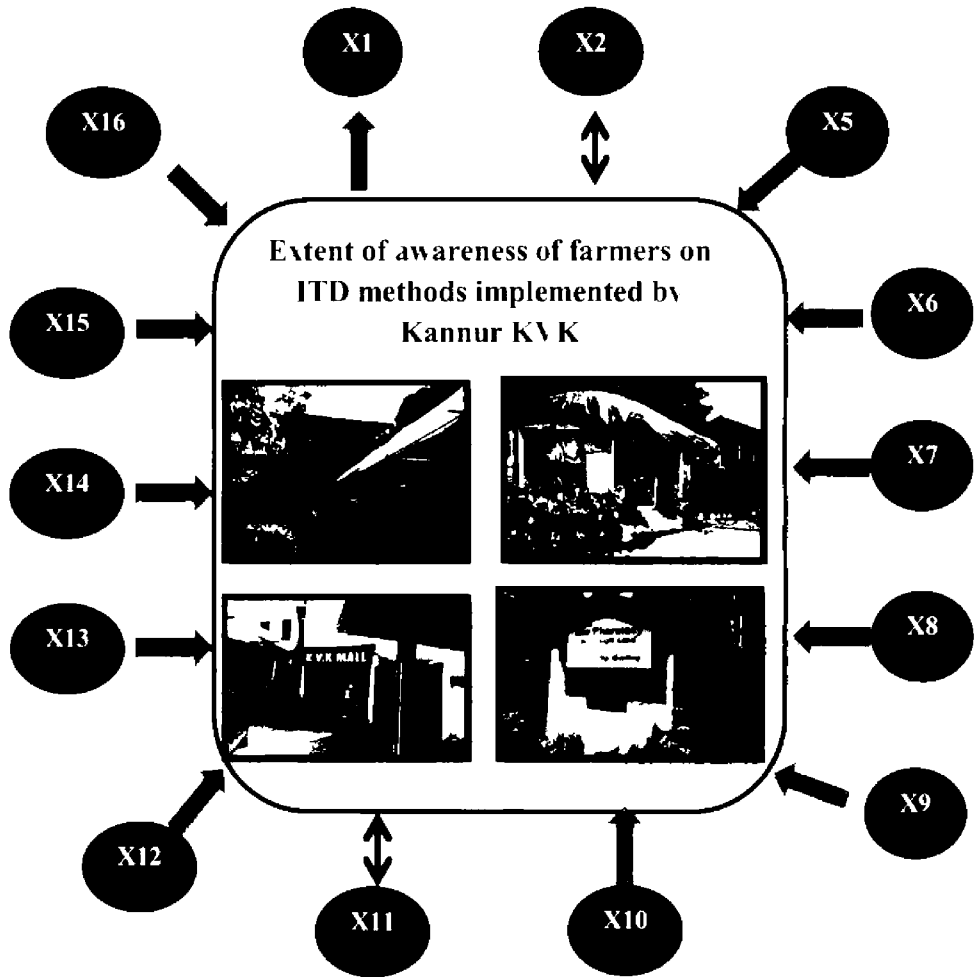 X1
X2
X16
X5
Extent of awareness of farmers on
ITD methods implemented by
Kannur KVK
X15
X6
X14
X7
K.V.K MALL
X13
X8
X12
X9
X11
X10